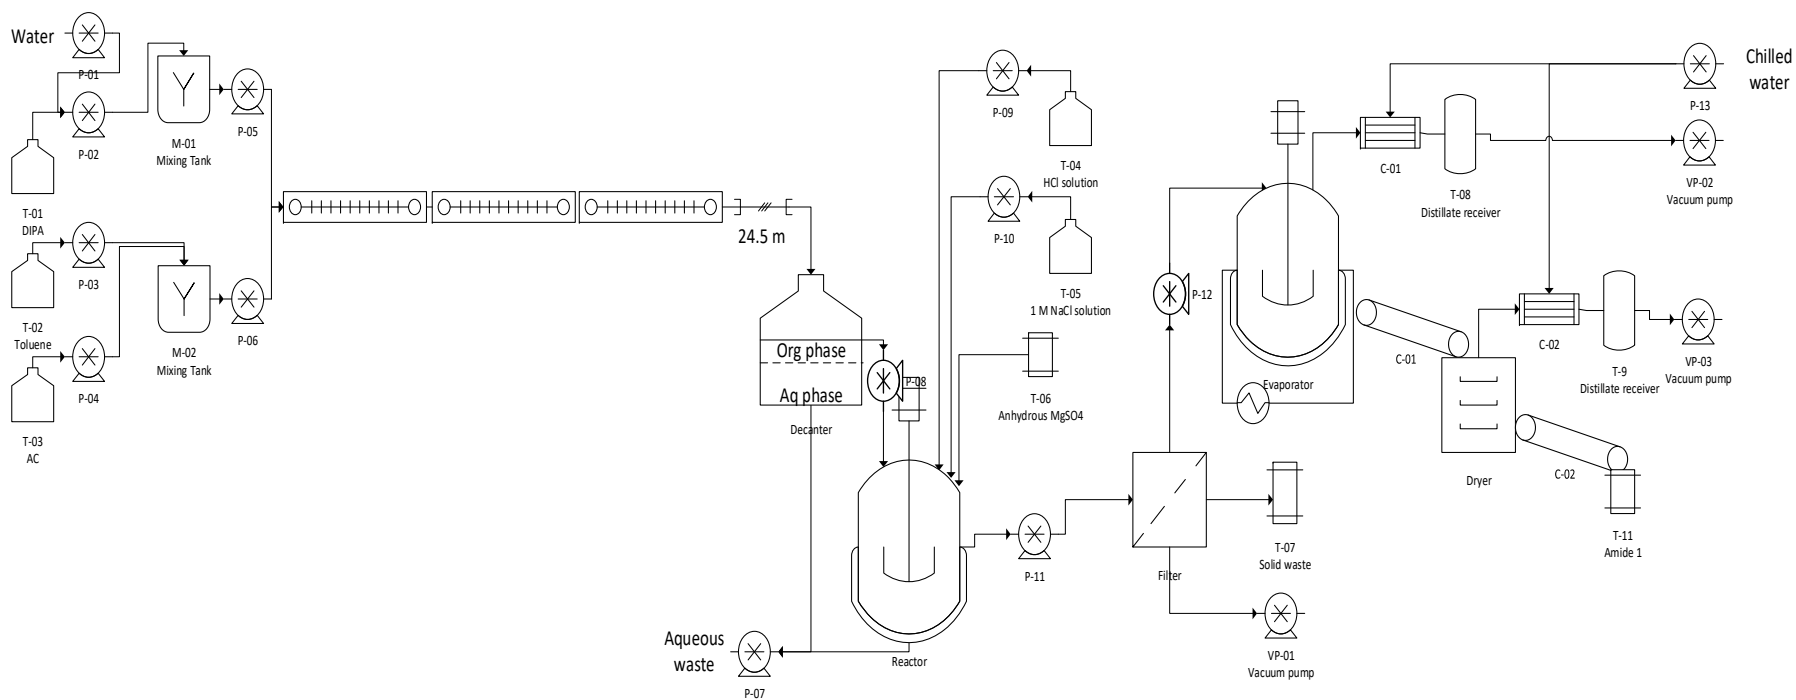 Water
P-01
P-02
T-01
DIPA
M-01
Mixing Tank
P-05
P-03
T-02
Toluene
P-04
T-03
AC
M-02
Mixing Tank
P-06
24.5 m
Org phase
Aq phase
Decanter
P-08
Aqueous
waste
P-07
Reactor
P-09
T-04
HCl solution
P-10
T-05
1 M NaCl solution
T-06
Anhydrous MgSO4
P-11
Filter
T-07
Solid waste
VP-01
Vacuum pump
P-12
Evaporator
C-01
T-08
Distillate receiver
Chilled
water
P-13
VP-02
Vacuum pump
C-01
C-02
T-9
Distillate receiver
VP-03
Vacuum pump
Dryer
C-02
T-11
Amide 1